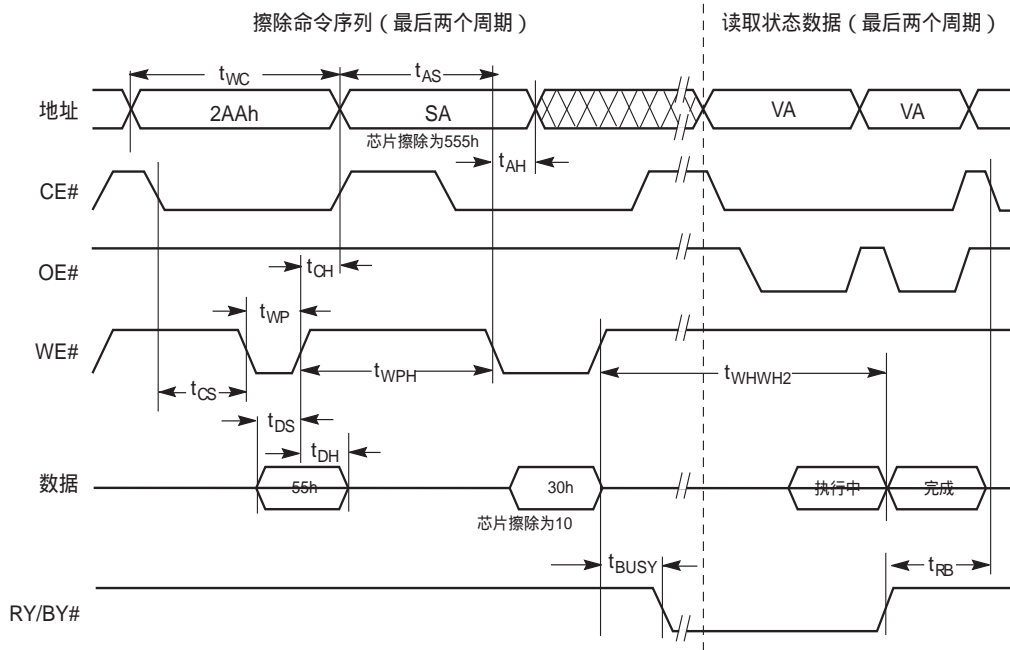 擦除命令序列（最后两个周期）
读取状态数据（最后两个周期）
tWC
tAS
地址
2AAh
SA
VA
VA
芯片擦除为555h
tAH
CE#
OE#
tCH
tWP
WE#
tWPH
tWHWH2
tCS
tDS
tDH
数据
55h
30h
执行中
完成
芯片擦除为10
tBUSY
tRB
RY/BY#